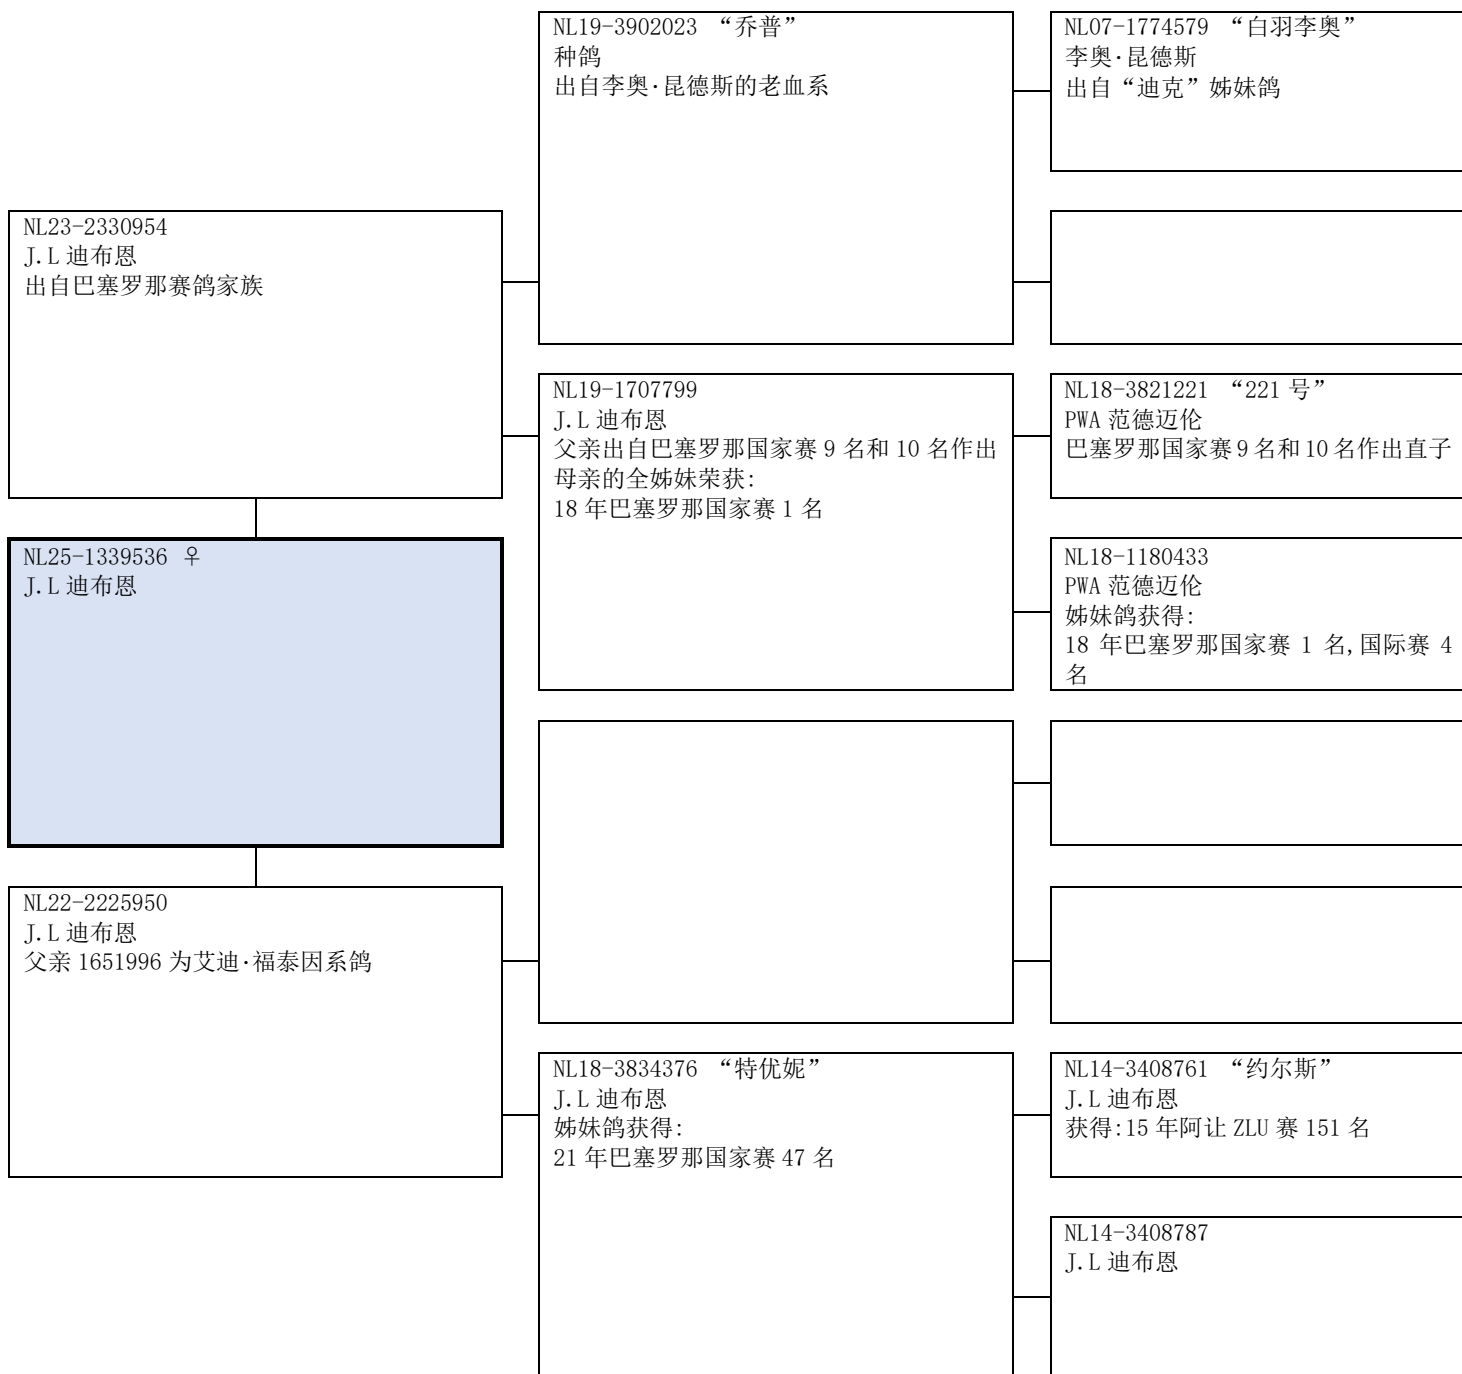 NL19-3902023 “乔普”
种鸽
出自李奥·昆德斯的老血系
NL07-1774579 “白羽李奥”
李奥·昆德斯
出自“迪克”姊妹鸽
NL23-2330954
J.L 迪布恩
出自巴塞罗那赛鸽家族
NL19-1707799
J.L 迪布恩
父亲出自巴塞罗那国家赛 9 名和 10 名作出
母亲的全姊妹荣获:
18 年巴塞罗那国家赛 1 名
NL18-3821221 “221 号”
PWA 范德迈伦
巴塞罗那国家赛 9 名和 10 名作出直子
NL25-1339536 ♀
J.L 迪布恩
NL18-1180433
PWA 范德迈伦
姊妹鸽获得:
18 年巴塞罗那国家赛 1 名,国际赛 4
名
NL22-2225950
J.L 迪布恩
父亲 1651996 为艾迪·福泰因系鸽
NL18-3834376 “特优妮”
J.L 迪布恩
姊妹鸽获得:
21 年巴塞罗那国家赛 47 名
NL14-3408761 “约尔斯”
J.L 迪布恩
获得:15 年阿让 ZLU 赛 151 名
NL14-3408787
J.L 迪布恩